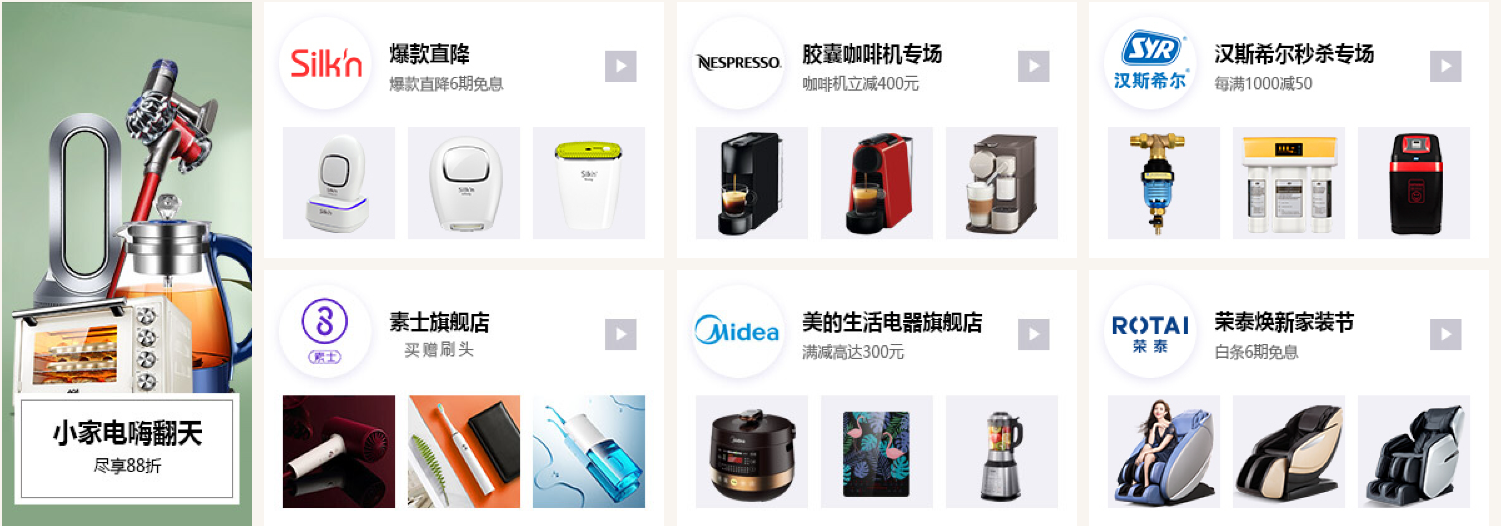 小家电嗨翻天
尽享88折
Silk'n
爆款直降
爆款直降6期免息
NESPRESSO.
胶囊咖啡机专场
咖啡机立减400元
SYR
汉斯希尔
汉斯希尔秒杀专场
每满1000减50
Silk'n
Silk'n
Silk'n
素士
素士旗舰店
买赠刷头
Midea
美的生活电器旗舰店
满减高达300元
ROTAI
荣泰
荣泰焕新家装节
白条6期免息
Midea